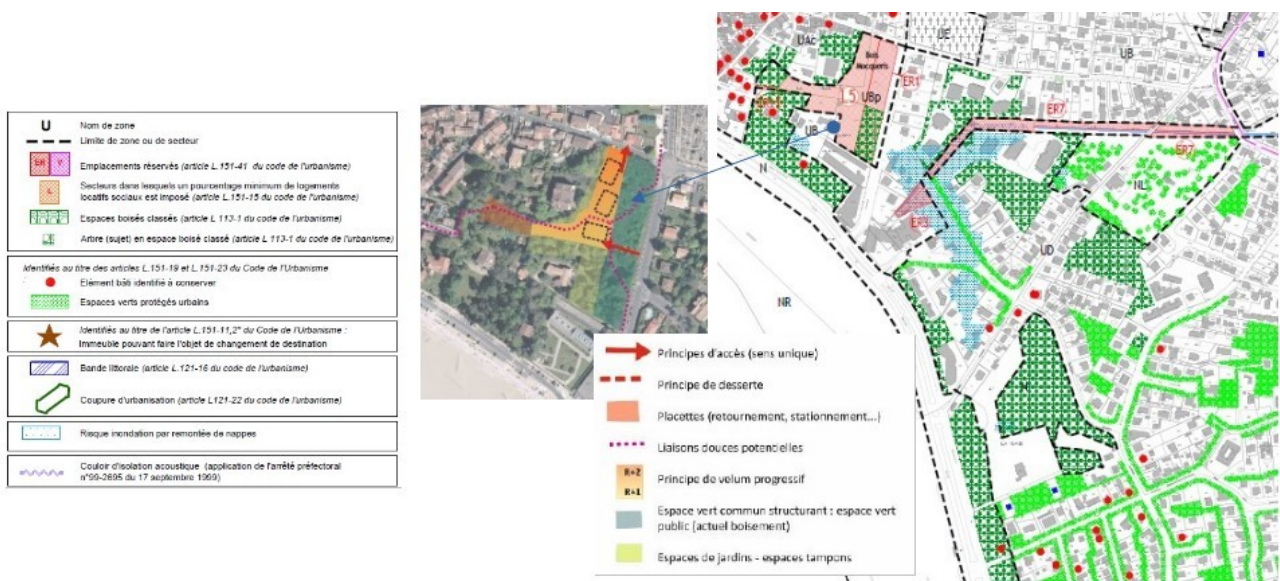 U Nom de zone
Limite de zone ou de secteur
ER V Emplacements réservés (article L.151-41 du code de l'urbanisme)
L Secteurs dans lesquels un pourcentage minimum de logements
locatifs sociaux est imposé (article L.151-15 du code de l'urbanisme)
Espaces boisés classés (article L 113-1 du code de l'urbanisme)
Arbre (sujet) en espace boisé classé (article L 113-1 du code de l'urbanisme)
Identifiés au titre des articles L.151-19 et L.151-23 du Code de l'Urbanisme
Elément bâti identifié à conserver
Espaces verts protégés urbains
Identifiés au titre de l'article L.151-11,2° du Code de l'Urbanisme :
Immeuble pouvant faire l'objet de changement de destination
Bande littorale (article L.121-16 du code de l'urbanisme)
Coupure d'urbanisation (article L121-22 du code de l'urbanisme)
Risque inondation par remontée de nappes
Couloir d'isolation acoustique (application de l'arrêté préfectoral
n°99-2695 du 17 septembre 1999)
Principes d'accès (sens unique)
Principe de desserte
Placettes (retournement, stationnement...)
Liaisons douces potentielles
R+2
R+1
Principe de velum progressif
Espace vert commun structurant : espace vert
public (actuel boisement)
Espaces de jardins - espaces tampons
UAc
UE
UB
Bois
L5
UBp
ER1
ER7
UB
N
ER7
NL
ER3
UD
NR
N